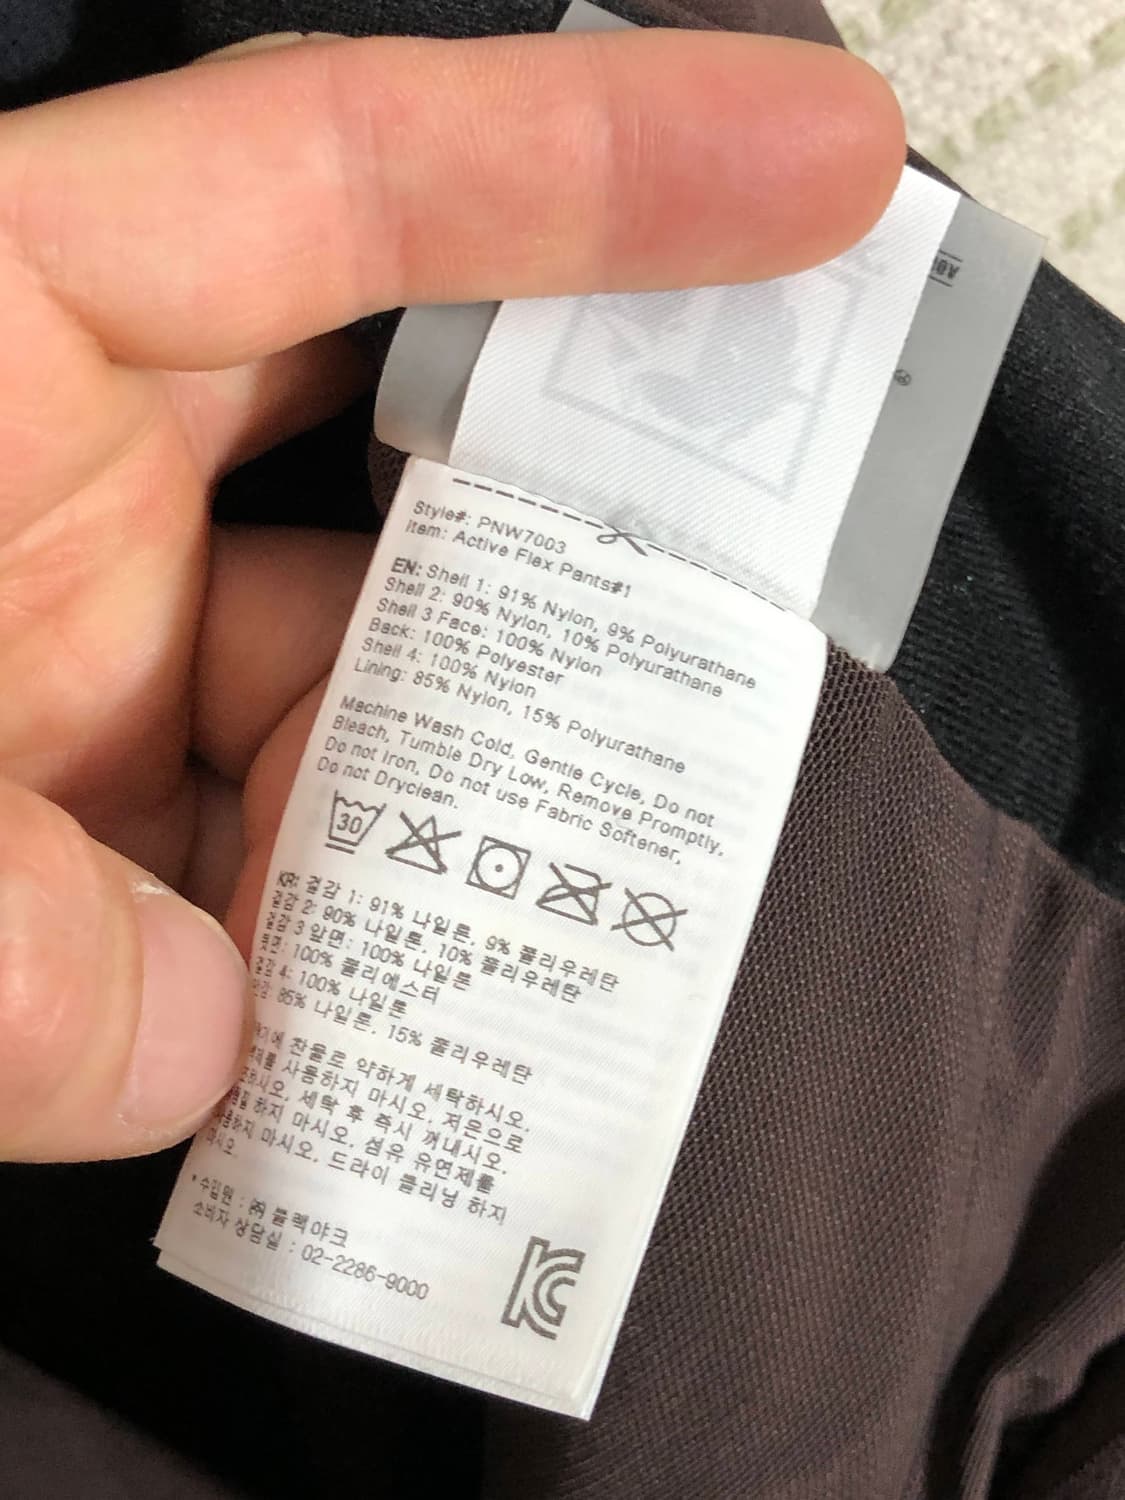 Style#: PNW7003
Item: Active Flex Pants#1
EN: Shell 1: 91% Nylon, 9% Polyurathane
Shell 2: 90% Nylon, 10% Polyurathane
Shell 3 Face: 100% Nylon
Back: 100% Polyester
Shell 4: 100% Nylon
Lining: 85% Nylon, 15% Polyurathane
Machine Wash Cold, Gentle Cycle, Do not
Bleach, Tumble Dry Low, Remove Promptly,
Do not Iron, Do not use Fabric Softener,
Do not Dryclean.
30
KR: 겉감 1: 91% 나일론, 9% 폴리우레탄
겉감 2: 90% 나일론, 10% 폴리우레탄
겉감 3 앞면: 100% 나일론
100% 폴리에스터
4: 100% 나일론
85% 나일론, 15% 폴리우레탄
찬물로 약하게 세탁하시오.
사용하지 마시오, 저온으로
세탁 후 즉시 꺼내시오.
하지 마시오, 섬유 유연제를
마시오, 드라이 클리닝 하지
*수입원 : ㈜ 블랙야크
소비자 상담실 : 02-2286-9000